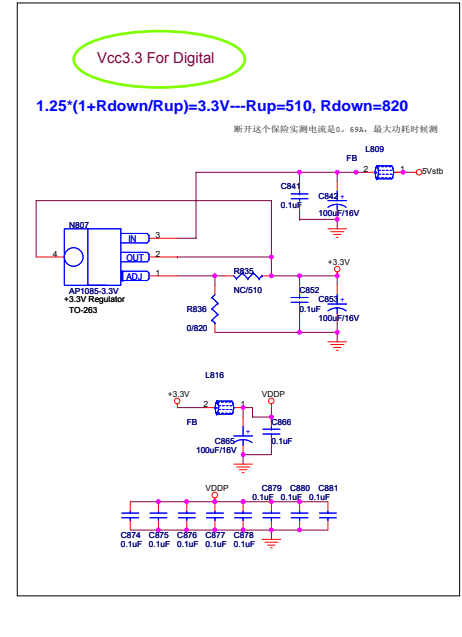 Vcc3.3 For Digital
1.25*(1+Rdown/Rup)=3.3V---Rup=510, Rdown=820
断开这个保险实测电流是0。69A，最大功耗时候测
L809
FB
2
1
5Vstb
C841
0.1uF
C842
+
100uF/16V
N807
IN
3
4
OUT
2
ADJ
1
AP1085-3.3V
+3.3V Regulator
TO-263
R835
NC/510
R836
0/820
+3.3V
C852
0.1uF
C853
+
100uF/16V
L816
+3.3V
2
1
VDDP
FB
C865
+
100uF/16V
C866
0.1uF
VDDP
C879 C880 C881
0.1uF 0.1uF 0.1uF
C874 C875 C876 C877 C878
0.1uF 0.1uF 0.1uF 0.1uF 0.1uF